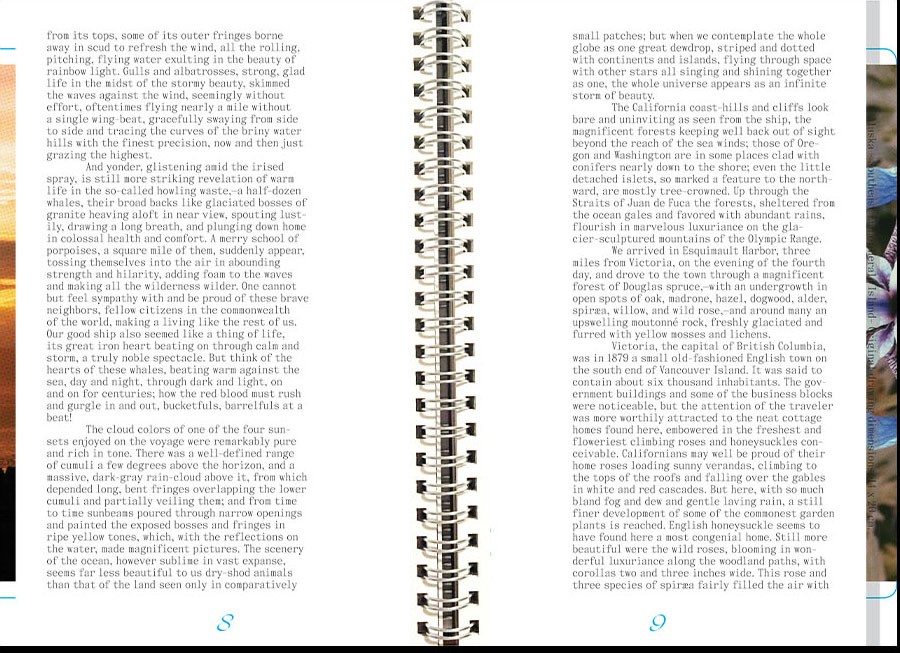 from its tops, some of its outer fringes borne
away in scud to refresh the wind, all the rolling,
pitching, flying water exulting in the beauty of
rainbow light. Gulls and albatrosses, strong, glad
life in the midst of the stormy beauty, skimmed
the waves against the wind, seemingly without
effort, oftentimes flying nearly a mile without
a single wing-beat, gracefully swaying from side
to side and tracing the curves of the briny water
hills with the finest precision, now and then just
grazing the highest.
And yonder, glistening amid the irised
spray, is still more striking revelation of warm
life in the so-called howling waste,—a half-dozen
whales, their broad backs like glaciated bosses of
granite heaving aloft in near view, spouting lust-
ily, drawing a long breath, and plunging down home
in colossal health and comfort. A merry school of
porpoises, a square mile of them, suddenly appear,
tossing themselves into the air in abounding
strength and hilarity, adding foam to the waves
and making all the wilderness wilder. One cannot
but feel sympathy with and be proud of these brave
neighbors, fellow citizens in the commonwealth
of the world, making a living like the rest of us.
Our good ship also seemed like a thing of life,
its great iron heart beating on through calm and
storm, a truly noble spectacle. But think of the
hearts of these whales, beating warm against the
sea, day and night, through dark and light, on
and on for centuries; how the red blood must rush
and gurgle in and out, bucketfuls, barrelfuls at a
beat!
The cloud colors of one of the four sun-
sets enjoyed on the voyage were remarkably pure
and rich in tone. There was a well-defined range
of cumuli a few degrees above the horizon, and a
massive, dark-gray rain-cloud above it, from which
depended long, bent fringes overlapping the lower
cumuli and partially veiling them; and from time
to time sunbeams poured through narrow openings
and painted the exposed bosses and fringes in
ripe yellow tones, which, with the reflections on
the water, made magnificent pictures. The scenery
of the ocean, however sublime in vast expanse,
seems far less beautiful to us dry-shod animals
than that of the land seen only in comparatively
8
small patches; but when we contemplate the whole
globe as one great dewdrop, striped and dotted
with continents and islands, flying through space
with other stars all singing and shining together
as one, the whole universe appears as an infinite
storm of beauty.
The California coast-hills and cliffs look
bare and uninviting as seen from the ship, the
magnificent forests keeping well back out of sight
beyond the reach of the sea winds; those of Ore-
gon and Washington are in some places clad with
conifers nearly down to the shore; even the little
detached islets, so marked a feature to the north-
ward, are mostly tree-crowned. Up through the
Straits of Juan de Fuca the forests, sheltered from
the ocean gales and favored with abundant rains,
flourish in marvelous luxuriance on the gla-
cier-sculptured mountains of the Olympic Range.
We arrived in Esquimault Harbor, three
miles from Victoria, on the evening of the fourth
day, and drove to the town through a magnificent
forest of Douglas spruce,—with an undergrowth in
open spots of oak, madrone, hazel, dogwood, alder,
spiræa, willow, and wild rose,—and around many an
upswelling moutonné rock, freshly glaciated and
furred with yellow mosses and lichens.
Victoria, the capital of British Columbia,
was in 1879 a small old-fashioned English town on
the south end of Vancouver Island. It was said to
contain about six thousand inhabitants. The gov-
ernment buildings and some of the business blocks
were noticeable, but the attention of the traveler
was more worthily attracted to the neat cottage
homes found here, embowered in the freshest and
floweriest climbing roses and honeysuckles con-
ceivable. Californians may well be proud of their
home roses loading sunny verandas, climbing to
the tops of the roofs and falling over the gables
in white and red cascades. But here, with so much
bland fog and dew and gentle laving rain, a still
finer development of some of the commonest garden
plants is reached. English honeysuckle seems to
have found here a most congenial home. Still more
beautiful were the wild roses, blooming in won-
derful luxuriance along the woodland paths, with
corollas two and three inches wide. This rose and
three species of spiræa fairly filled the air with
9